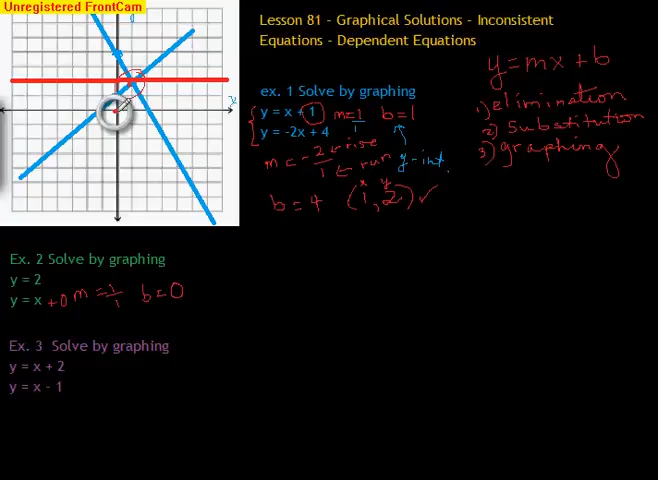 Unregistered FrontCam
Lesson 81 - Graphical Solutions - Inconsistent
Equations - Dependent Equations
y = mx + b
1) elimination
2) substitution
3) graphing
x
ex. 1 Solve by graphing
y = x + 1 m = 1/1 b = 1
y = -2x + 4
m = -2/1 ← rise ← run y-int.
b = 4 (1, 2) ✓
x y
Ex. 2 Solve by graphing
y = 2
y = x +0 m = 1/1 b = 0
Ex. 3 Solve by graphing
y = x + 2
y = x - 1